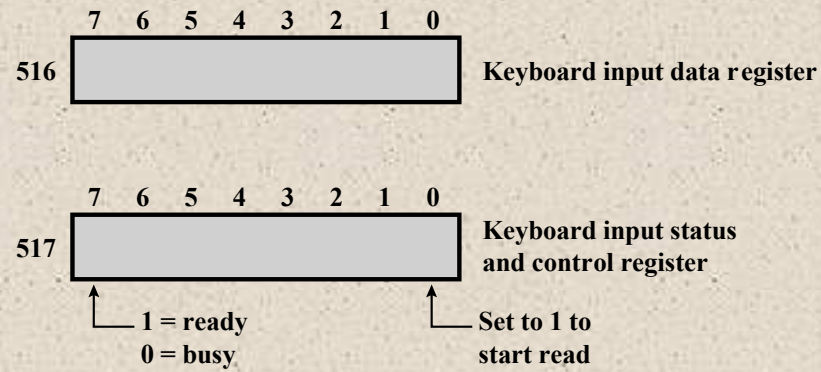 7 6 5 4 3 2 1 0
516
Keyboard input data register
7 6 5 4 3 2 1 0
517
Keyboard input status
and control register
1 = ready
0 = busy
Set to 1 to
start read